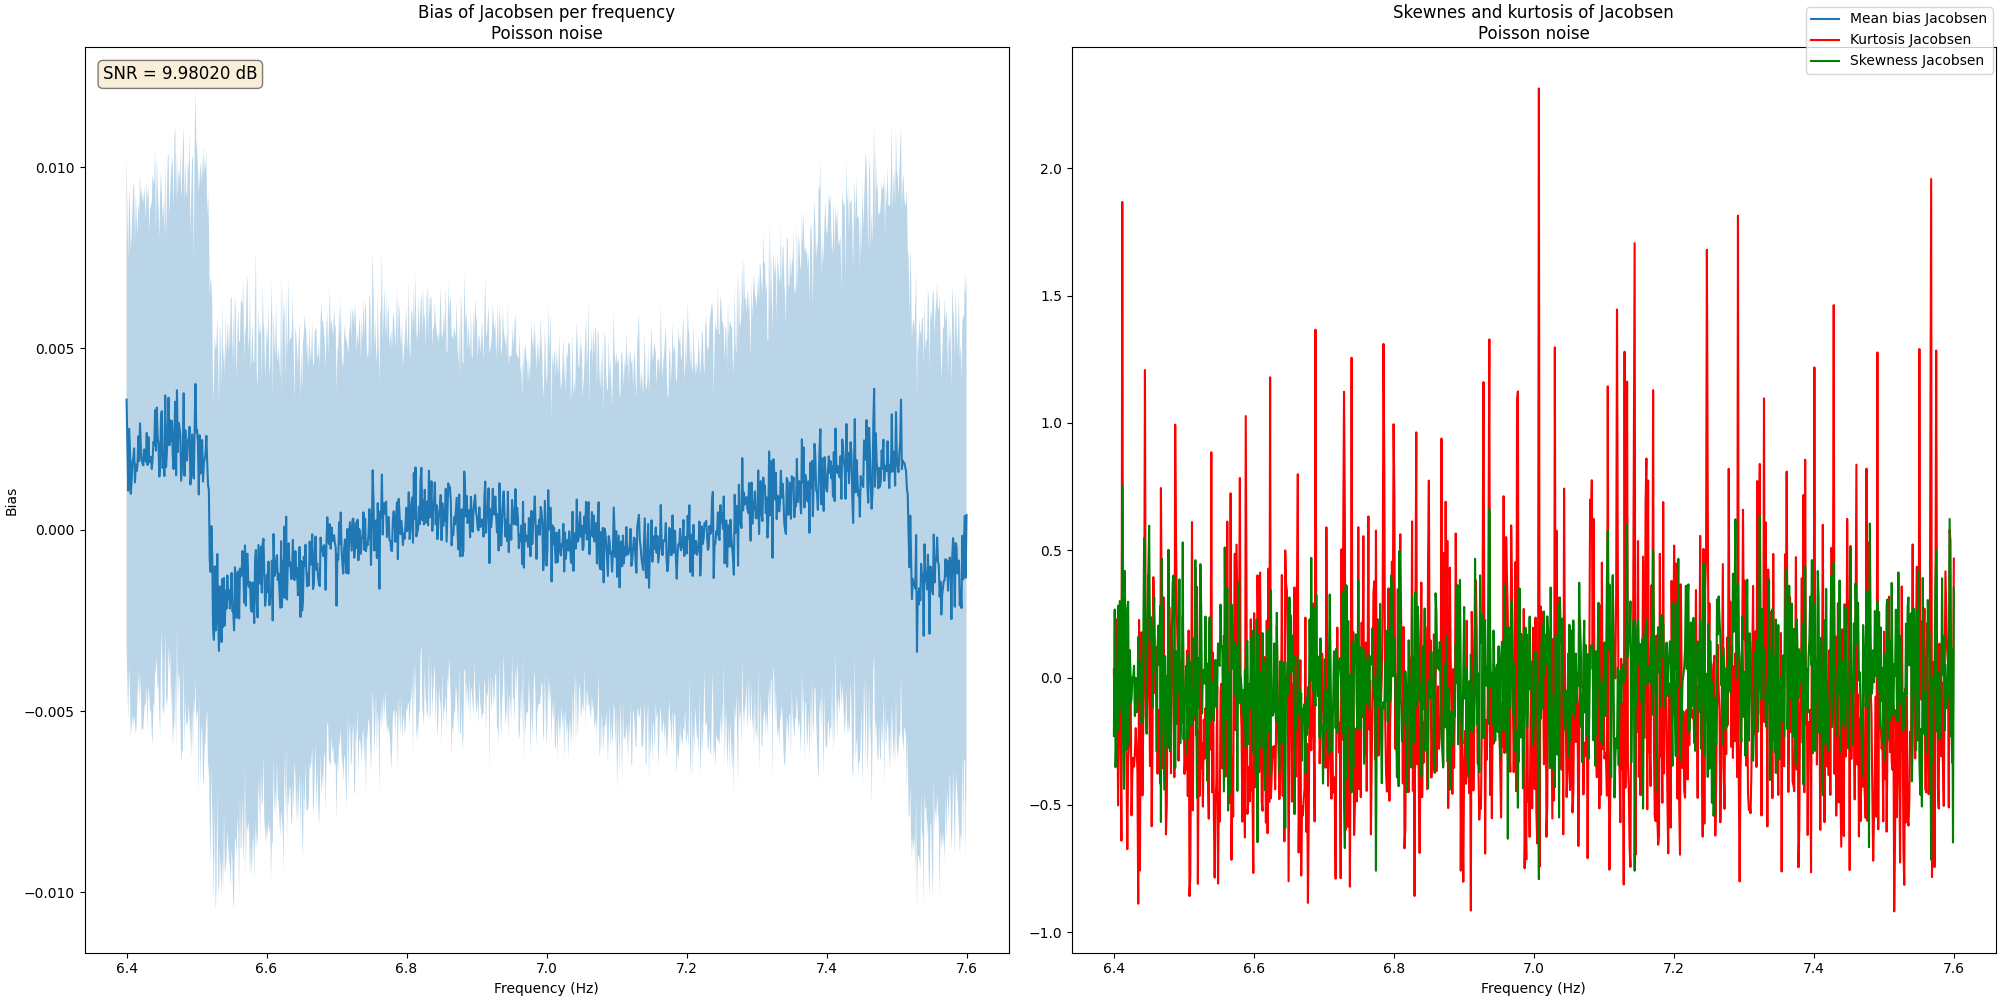 Bias of Jacobsen per frequency
Poisson noise
SNR = 9.98020 dB
Bias
0.010
0.005
0.000
−0.005
−0.010
6.4
6.6
6.8
7.0
7.2
7.4
7.6
Frequency (Hz)
Skewnes and kurtosis of Jacobsen
Poisson noise
Mean bias Jacobsen
Kurtosis Jacobsen
Skewness Jacobsen
2.0
1.5
1.0
0.5
0.0
−0.5
−1.0
6.4
6.6
6.8
7.0
7.2
7.4
7.6
Frequency (Hz)